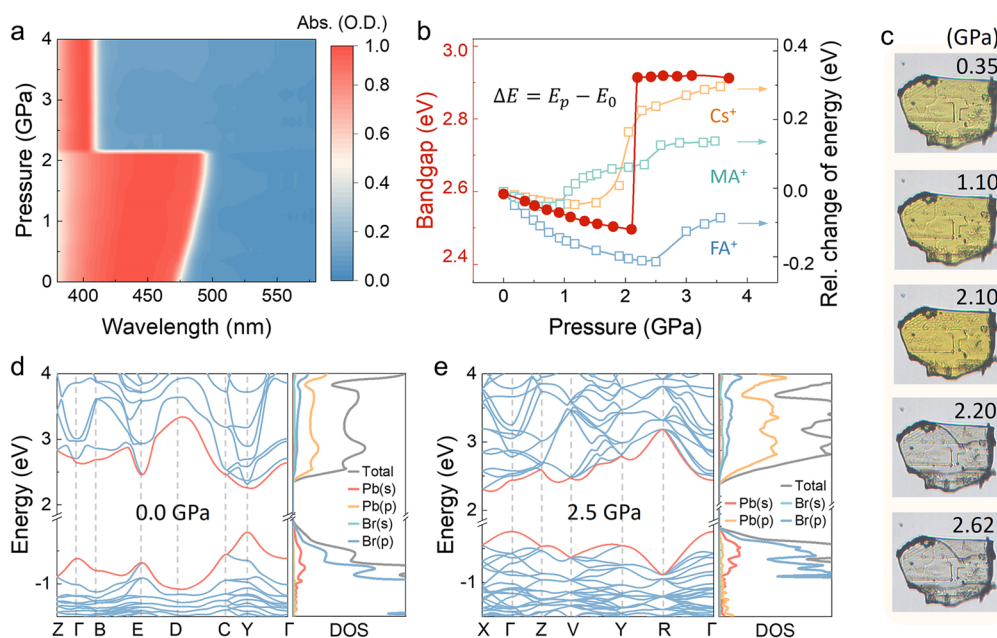 a
Abs. (O.D.)
4
3
2
1
0
Pressure (GPa)
400
450
500
550
Wavelength (nm)
1.0
0.8
0.6
0.4
0.2
0.0
b
3.0
2.8
2.6
2.4
Bandgap (eV)
ΔE = Ep − E0
Cs+
MA+
FA+
0
1
2
3
4
Pressure (GPa)
0.4
0.2
0.0
-0.2
Rel. change of energy (eV)
c
(GPa)
0.35
1.10
2.10
2.20
2.62
d
4
3
2
-1
Energy (eV)
0.0 GPa
Z Γ B E D C Y Γ
Total
Pb(s)
Pb(p)
Br(s)
Br(p)
DOS
e
4
3
2
-1
Energy (eV)
2.5 GPa
X Γ Z V Y R Γ
Total
Pb(s) Br(s)
Pb(p) Br(p)
DOS